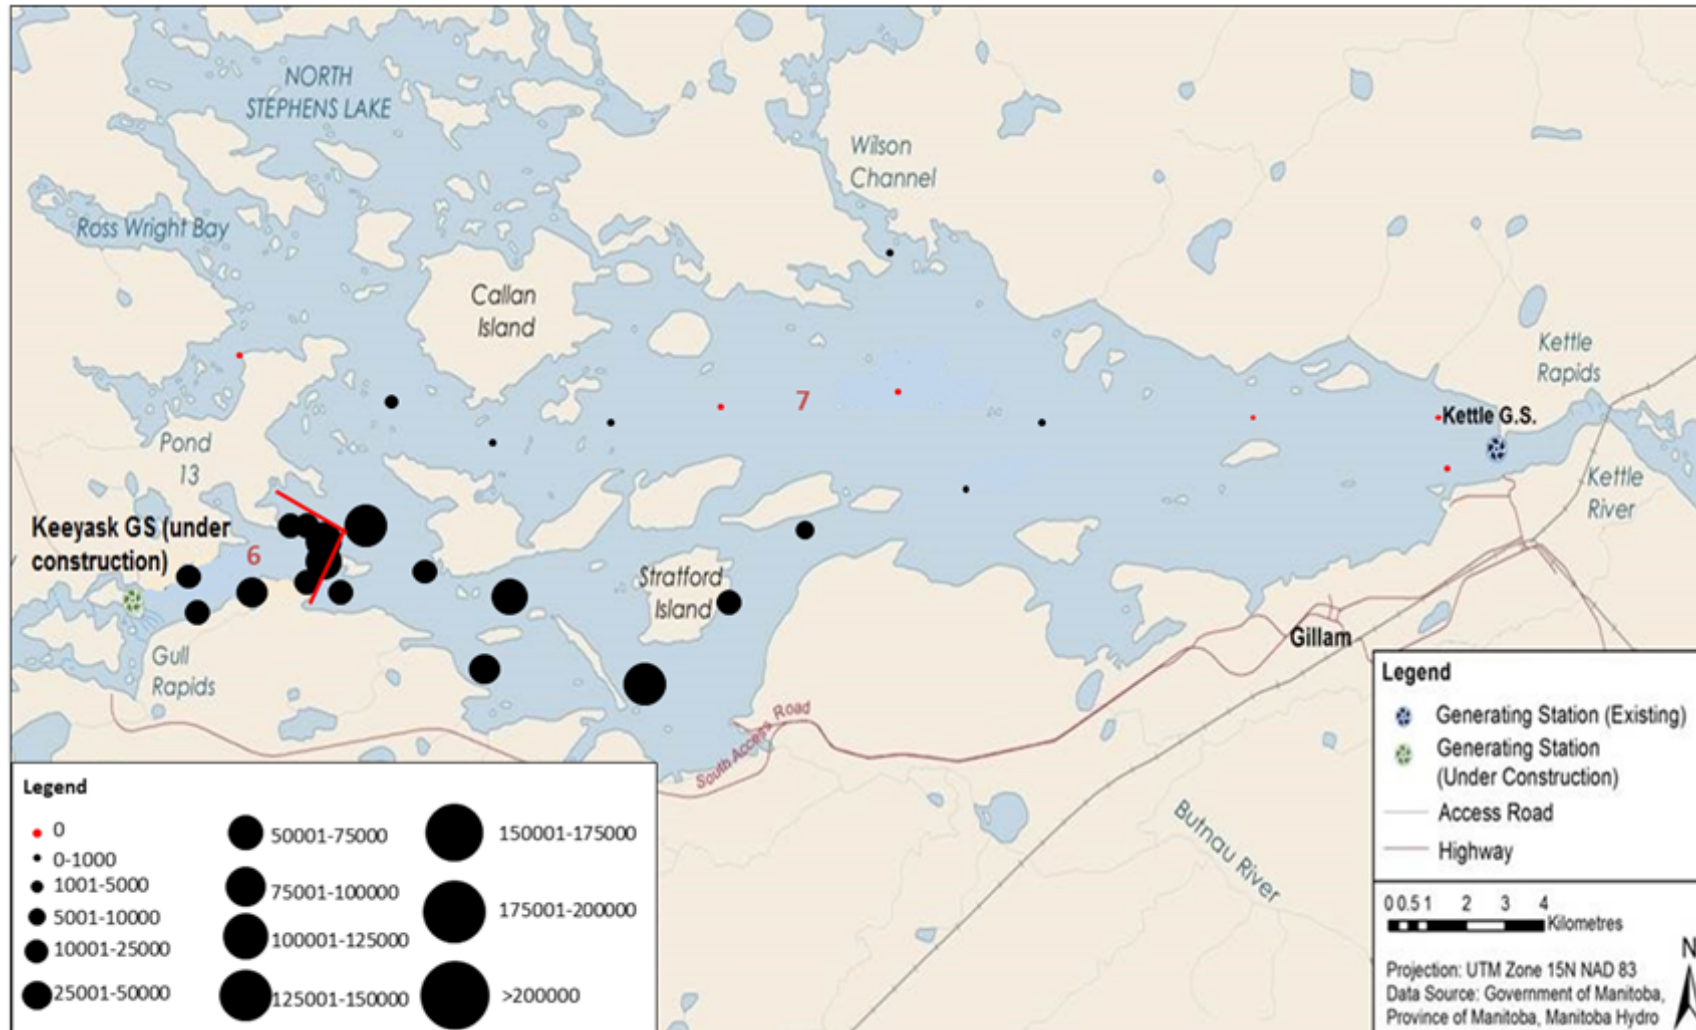 NORTH
STEPHENS LAKE
Wilson
Channel
Ross Wright Bay
Callan
Island
Kettle
Rapids
7
Kettle G.S.
Pond
13
Kettle
River
Keeyask GS (under
construction)
6
Stratford
Island
Gillam
Gull
Rapids
South Access Road
Butnau River
Legend
0
0-1000
1001-5000
5001-10000
10001-25000
25001-50000
50001-75000
75001-100000
100001-125000
125001-150000
150001-175000
175001-200000
>200000
Legend
Generating Station (Existing)
Generating Station
(Under Construction)
Access Road
Highway
0 0.5 1 2 3 4
Kilometres
N
Projection: UTM Zone 15N NAD 83
Data Source: Government of Manitoba,
Province of Manitoba, Manitoba Hydro